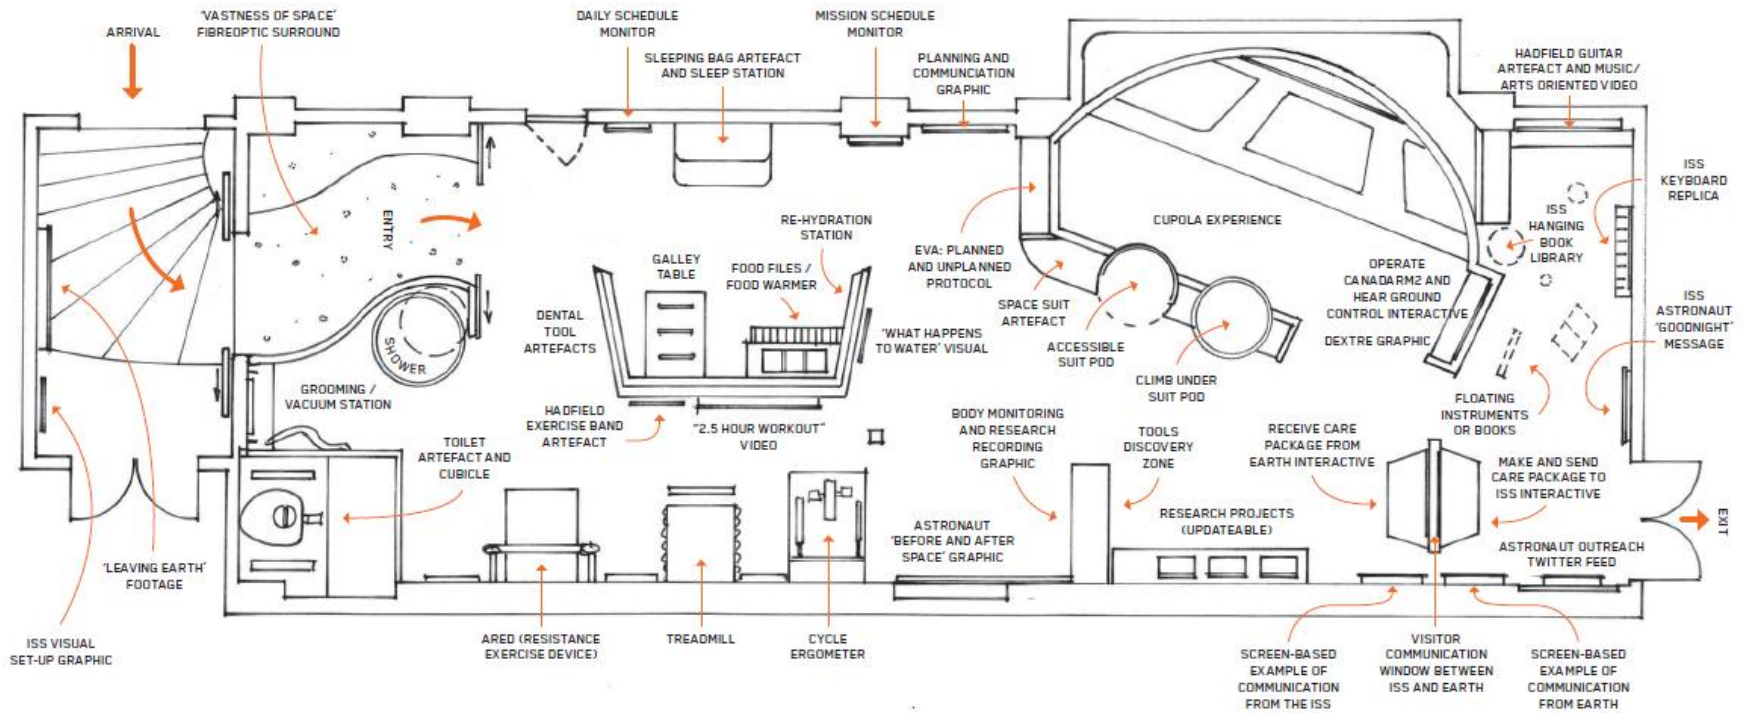 ARRIVAL
'VASTNESS OF SPACE'
FIBREOPTIC SURROUND
DAILY SCHEDULE
MONITOR
SLEEPING BAG ARTEFACT
AND SLEEP STATION
MISSION SCHEDULE
MONITOR
PLANNING AND
COMMUNCIATION
GRAPHIC
HADFIELD GUITAR
ARTEFACT AND MUSIC/
ARTS ORIENTED VIDEO
ISS
KEYBOARD
REPLICA
ENTRY
RE-HYDRATION
STATION
GALLEY
TABLE
FOOD FILES /
FOOD WARMER
DENTAL
TOOL
ARTEFACTS
'WHAT HAPPENS
TO WATER' VISUAL
EVA: PLANNED
AND UNPLANNED
PROTOCOL
SPACE SUIT
ARTEFACT
ACCESSIBLE
SUIT POD
CLIMB UNDER
SUIT POD
CUPOLA EXPERIENCE
ISS
HANGING
BOOK
LIBRARY
OPERATE
CANADARM2 AND
HEAR GROUND
CONTROL INTERACTIVE
DEXTRE GRAPHIC
ISS
ASTRONAUT
'GOODNIGHT'
MESSAGE
SHOWER
GROOMING /
VACUUM STATION
HADFIELD
EXERCISE BAND
ARTEFACT
"2.5 HOUR WORKOUT"
VIDEO
TOILET
ARTEFACT AND
CUBICLE
BODY MONITORING
AND RESEARCH
RECORDING
GRAPHIC
TOOLS
DISCOVERY
ZONE
FLOATING
INSTRUMENTS
OR BOOKS
RECEIVE CARE
PACKAGE FROM
EARTH INTERACTIVE
MAKE AND SEND
CARE PACKAGE TO
ISS INTERACTIVE
RESEARCH PROJECTS
(UPDATEABLE)
ASTRONAUT
'BEFORE AND AFTER
SPACE' GRAPHIC
ASTRONAUT OUTREACH
TWITTER FEED
EXIT
'LEAVING EARTH'
FOOTAGE
ISS VISUAL
SET-UP GRAPHIC
ARED (RESISTANCE
EXERCISE DEVICE)
TREADMILL
CYCLE
ERGOMETER
SCREEN-BASED
EXAMPLE OF
COMMUNICATION
FROM THE ISS
VISITOR
COMMUNICATION
WINDOW BETWEEN
ISS AND EARTH
SCREEN-BASED
EXAMPLE OF
COMMUNICATION
FROM EARTH